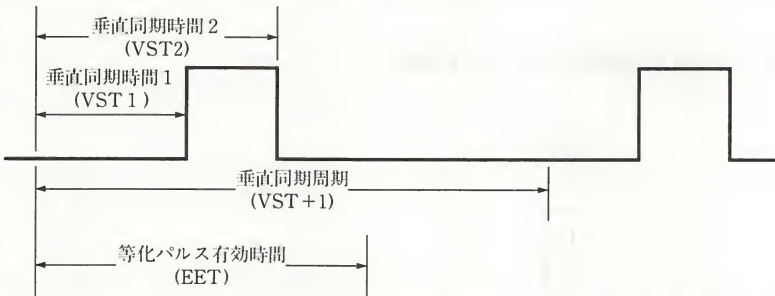 垂直同期時間2
(VST2)
垂直同期時間1
(VST1)
垂直同期周期
(VST+1)
等化パルス有効時間
(EET)